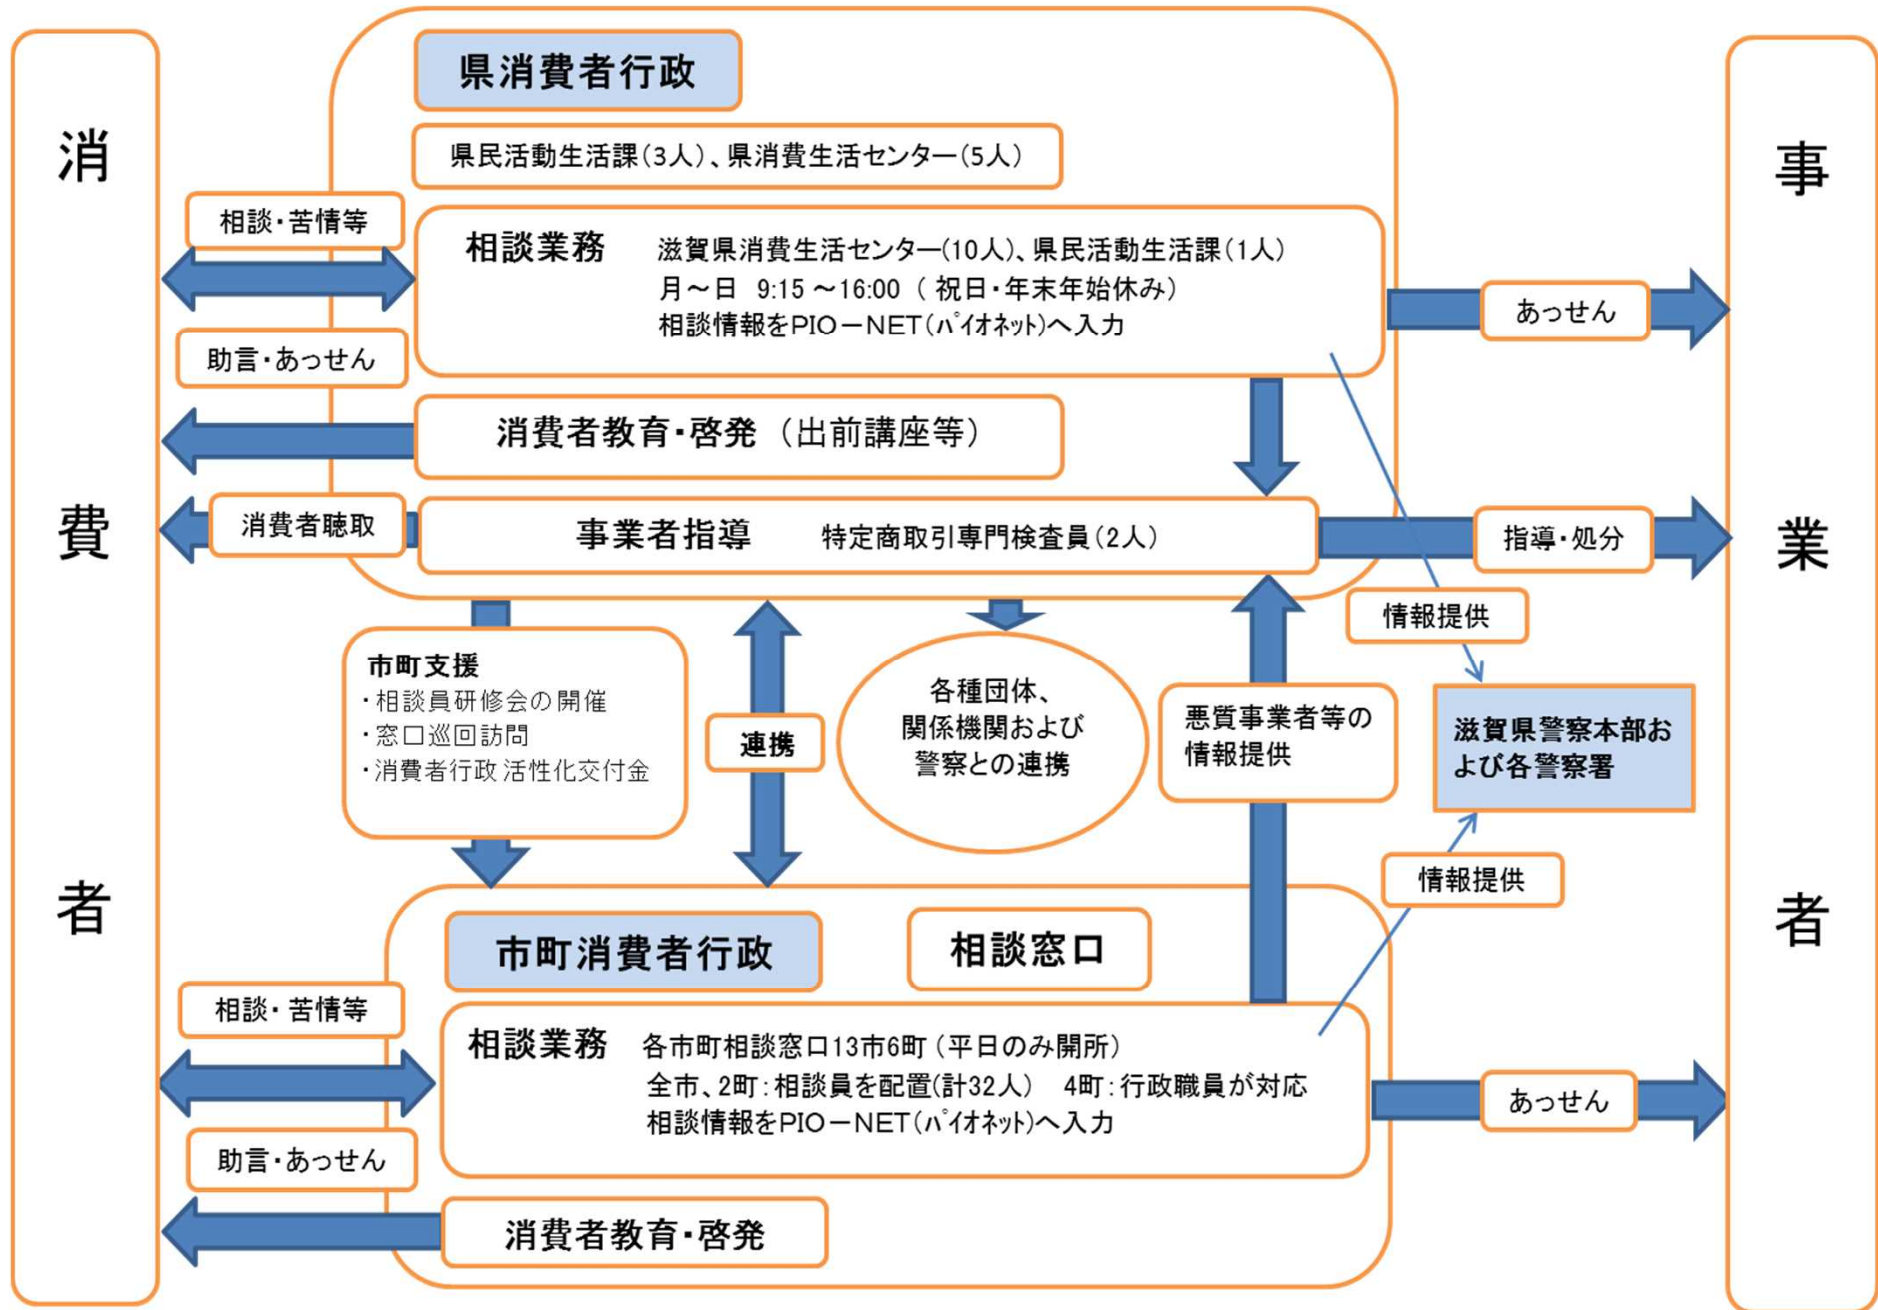 消費者
事業者
県消費者行政
県民活動生活課(3人)、県消費生活センター(5人)
相談・苦情等
助言・あっせん
相談業務 滋賀県消費生活センター(10人)、県民活動生活課(1人)
月～日 9:15 ～16:00 ( 祝日・年末年始休み)
相談情報をPIO－NET(ﾊﾟｲｵﾈｯﾄ)へ入力
あっせん
消費者教育・啓発 (出前講座等)
消費者聴取
事業者指導 特定商取引専門検査員(2人)
指導・処分
情報提供
市町支援
・相談員研修会の開催
・窓口巡回訪問
・消費者行政 活性化交付金
連携
各種団体、
関係機関および
警察との連携
悪質事業者等の
情報提供
滋賀県警察本部お
よび各警察署
情報提供
市町消費者行政
相談窓口
相談・苦情等
助言・あっせん
相談業務 各市町相談窓口13市6町 (平日のみ開所)
全市、2町：相談員を配置(計32人) 4町：行政職員が対応
相談情報をPIO－NET(ﾊﾟｲｵﾈｯﾄ)へ入力
あっせん
消費者教育・啓発